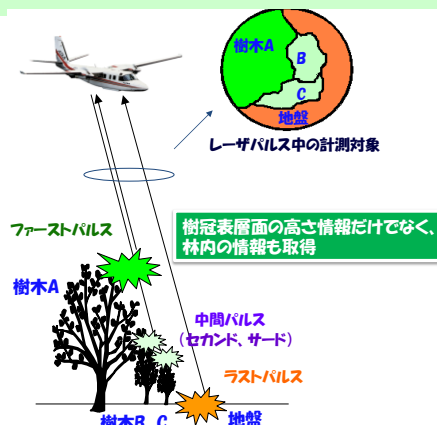 樹木A
B
C
地盤
レーザパルス中の計測対象
ファーストパルス
樹冠表層面の高さ情報だけでなく、
林内の情報も取得
樹木A
中間パルス
(セカンド、サード)
ラストパルス
樹木B C
地盤